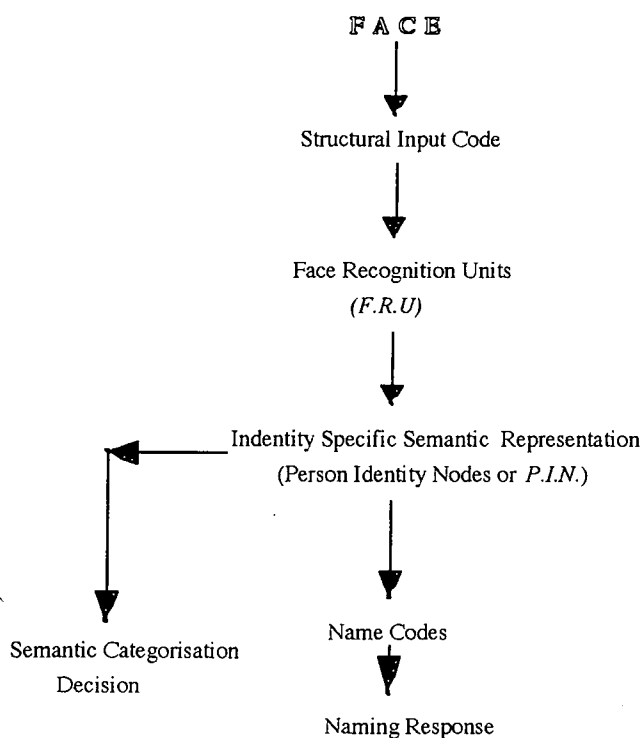 FACE
Structural Input Code
Face Recognition Units
(F.R.U)
Indentity Specific Semantic Representation
(Person Identity Nodes or P.I.N.)
Name Codes
Semantic Categorisation
Decision
Naming Response